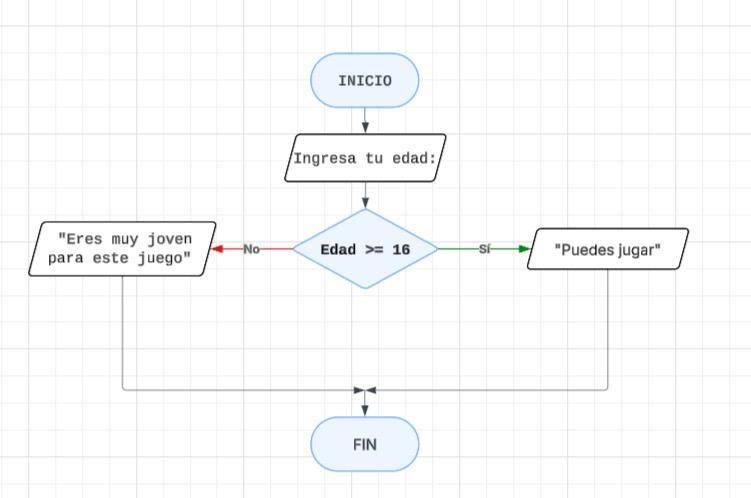 INICIO
Ingresa tu edad:
"Eres muy joven
para este juego"
No
Edad >= 16
Sí
"Puedes jugar"
FIN